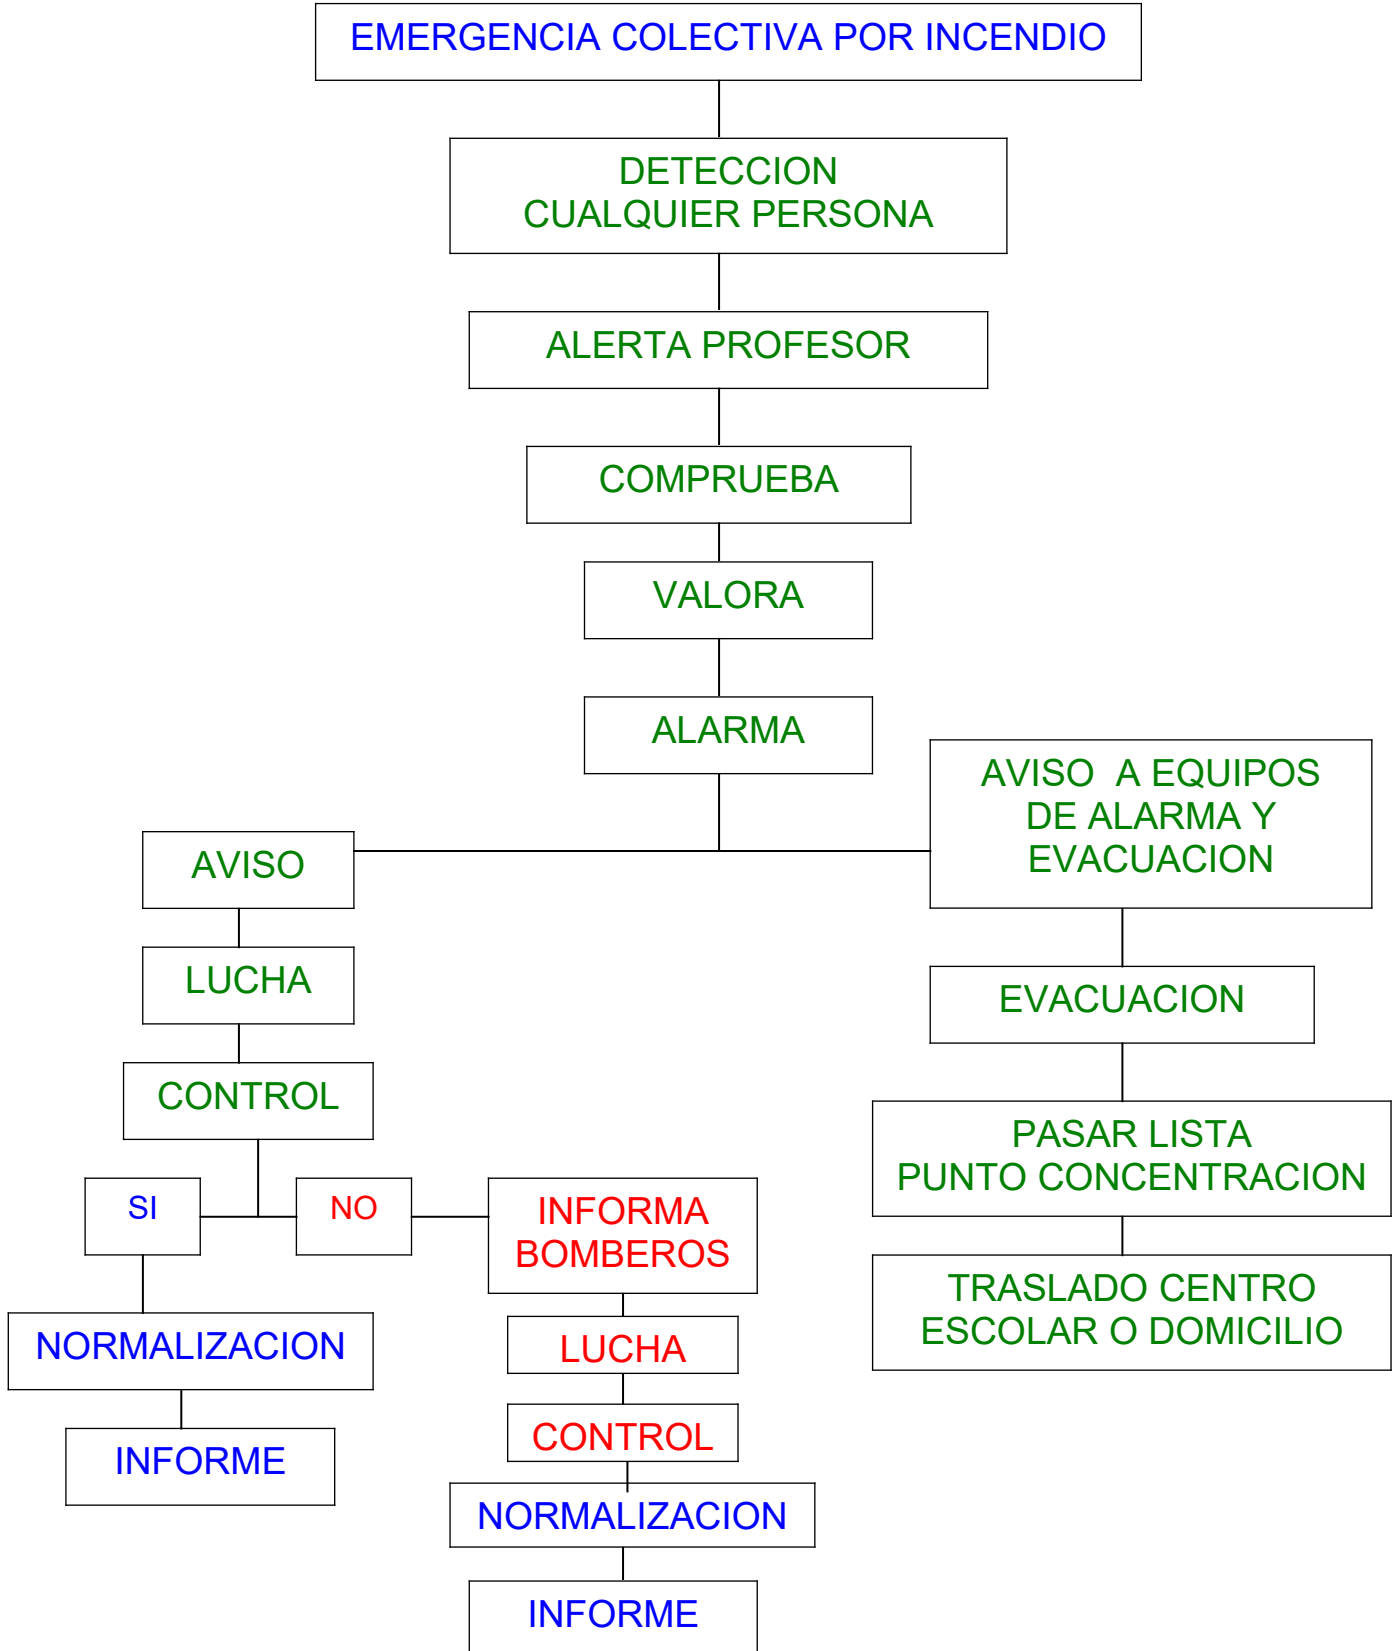 EMERGENCIA COLECTIVA POR INCENDIO
DETECCION
CUALQUIER PERSONA
ALERTA PROFESOR
COMPRUEBA
VALORA
ALARMA
AVISO A EQUIPOS
DE ALARMA Y
EVACUACION
AVISO
LUCHA
EVACUACION
CONTROL
PASAR LISTA
PUNTO CONCENTRACION
SI
NO
INFORMA
BOMBEROS
TRASLADO CENTRO
ESCOLAR O DOMICILIO
NORMALIZACION
LUCHA
INFORME
CONTROL
NORMALIZACION
INFORME